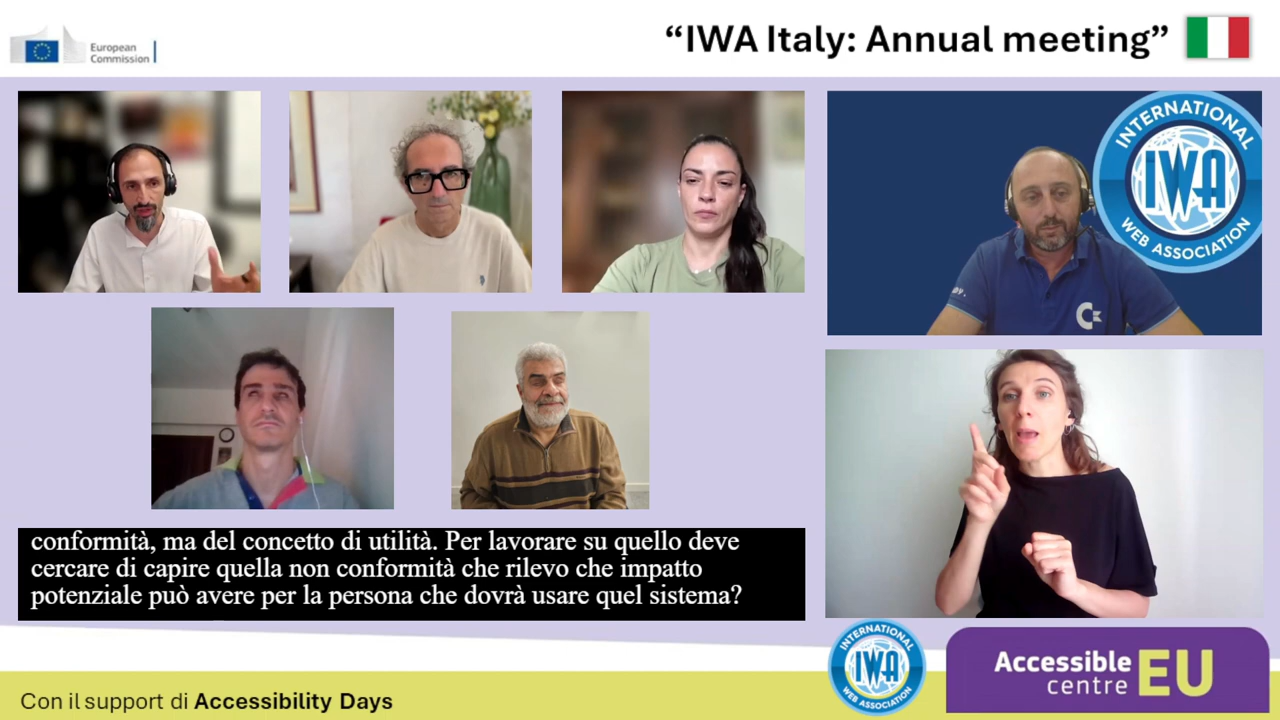 European
Commission
“IWA Italy: Annual meeting”
INTERNATIONAL
IWA
WEB ASSOCIATION
conformità, ma del concetto di utilità. Per lavorare su quello deve
cercare di capire quella non conformità che rilevo che impatto
potenziale può avere per la persona che dovrà usare quel sistema?
INTERNATIONAL
IWA
WEB ASSOCIATION
Accessible
centre
EU
Con il support di Accessibility Days